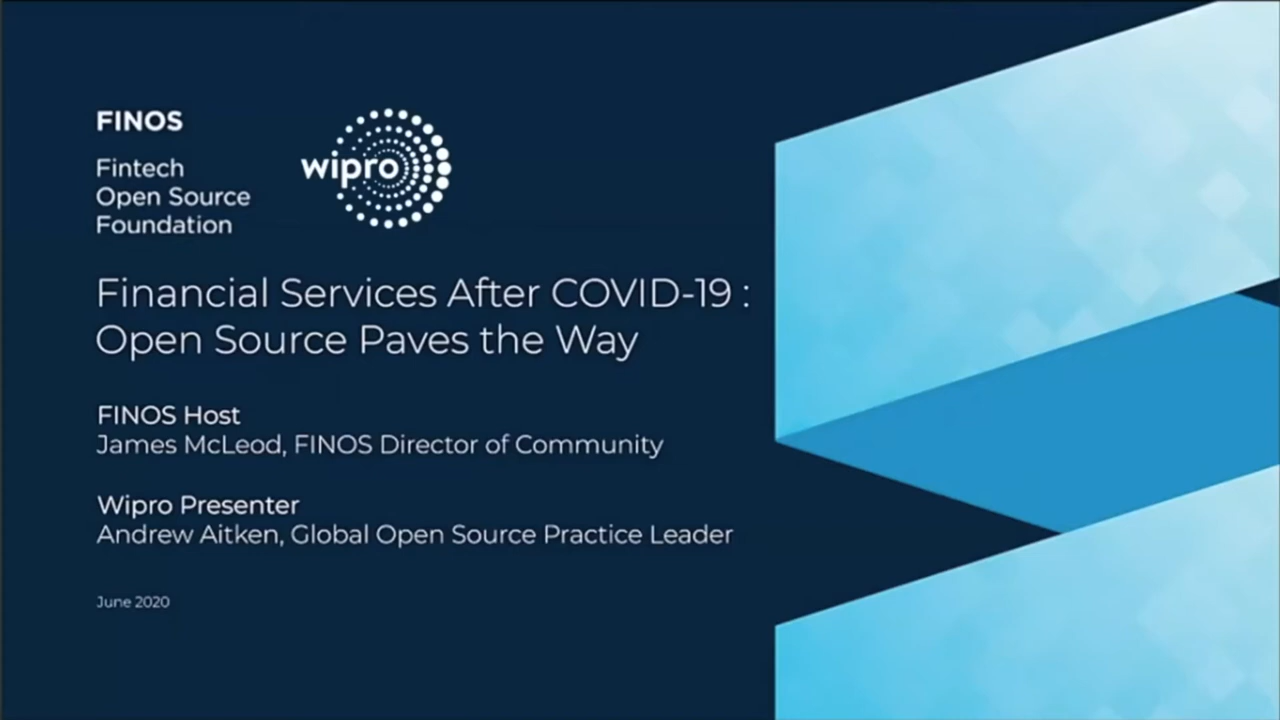 FINOS
Fintech
Open Source
Foundation
wipro
Financial Services After COVID-19 :
Open Source Paves the Way
FINOS Host
James McLeod, FINOS Director of Community
Wipro Presenter
Andrew Aitken, Global Open Source Practice Leader
June 2020